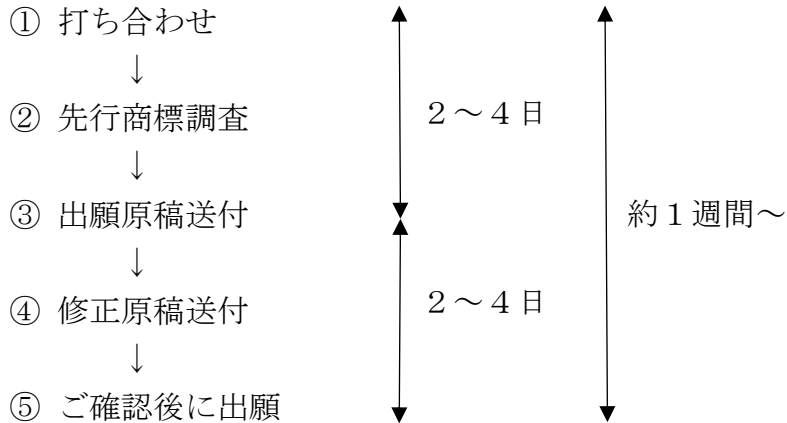 ① 打ち合わせ
↓
② 先行商標調査
２～４日
↓
③ 出願原稿送付
約１週間～
↓
④ 修正原稿送付
２～４日
↓
⑤ ご確認後に出願